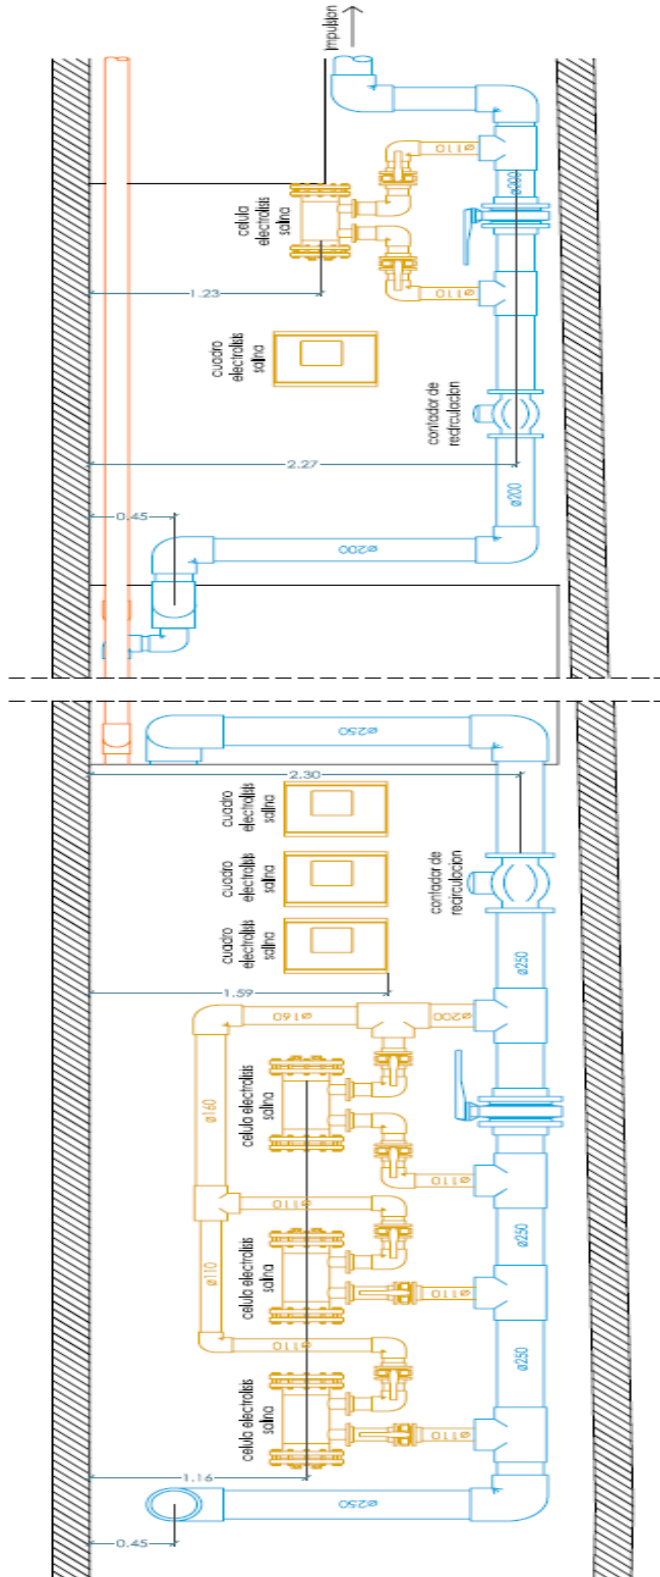 impulsion
ø110
celula
electrolisis
salina
ø200
1.23
ø110
cuadro
electrolisis
salina
contador de
recirculacion
2.27
ø200
0.45
ø200
ø250
2.30
cuadro
electrolisis
salina
cuadro
electrolisis
salina
contador de
recirculacion
cuadro
electrolisis
salina
ø250
1.59
ø160
ø200
ø160
celula electrolisis
salina
ø110
ø110
ø250
celula electrolisis
salina
ø110
ø110
ø110
ø250
celula electrolisis
salina
ø110
1.16
ø250
0.45